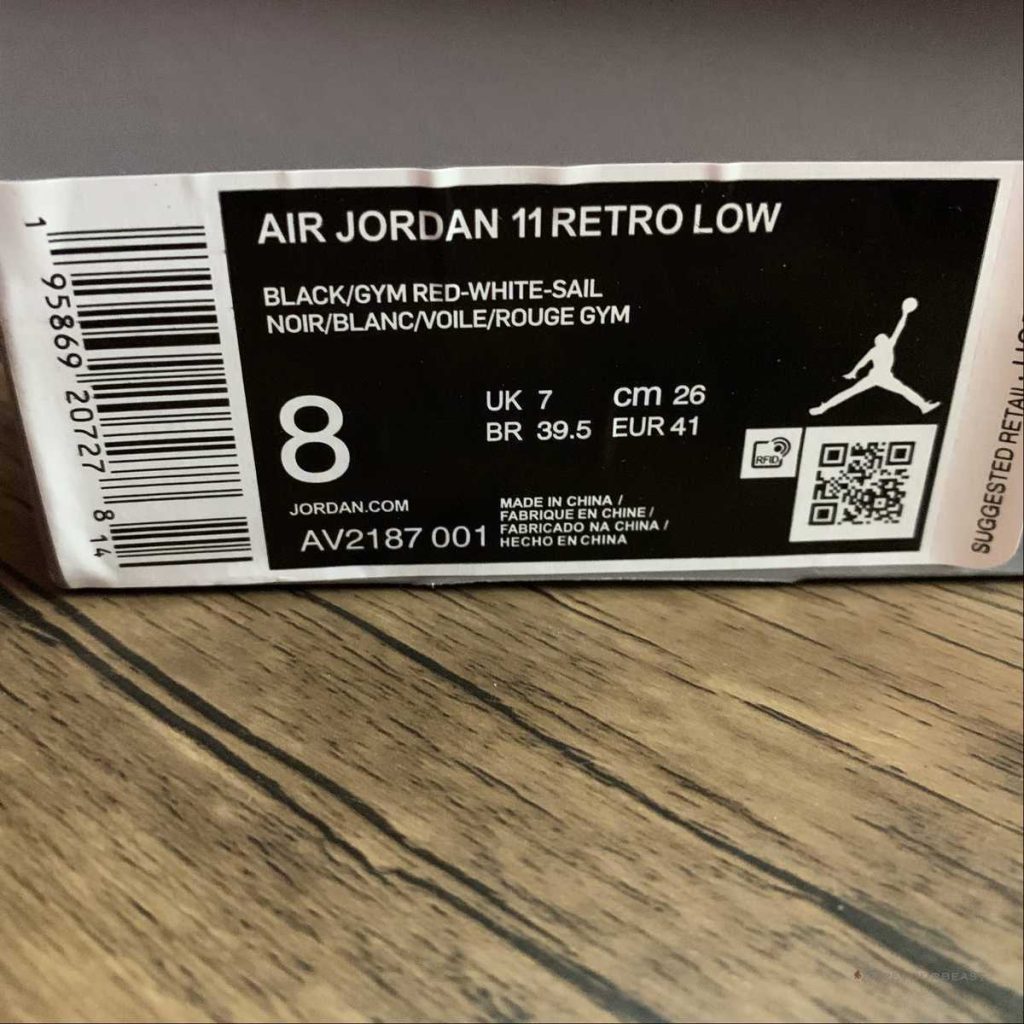 AIR JORDAN 11 RETRO LOW
BLACK/GYM RED-WHITE-SAIL
NOIR/BLANC/VOILE/ROUGE GYM
8
UK 7 cm 26
BR 39.5 EUR 41
RFID
JORDAN.COM
AV2187 001
MADE IN CHINA /
FABRIQUE EN CHINE /
FABRICADO NA CHINA /
HECHO EN CHINA
1 95869 20727 8 14
SUGGESTED RETAIL: